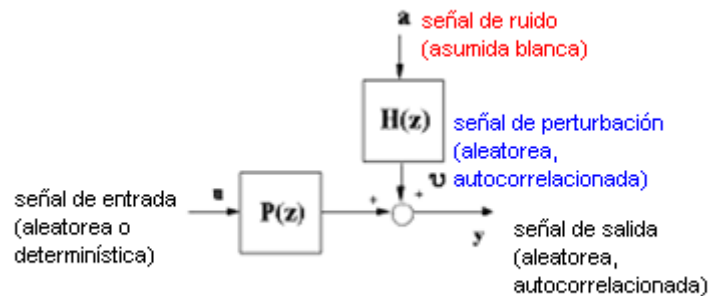 a señal de ruido
(asumida blanca)
H(z)
señal de perturbación
(aleatorea,
autocorrelacionada)
υ
+
+
señal de entrada
(aleatorea o
determinística)
u
P(z)
y
señal de salida
(aleatorea,
autocorrelacionada)